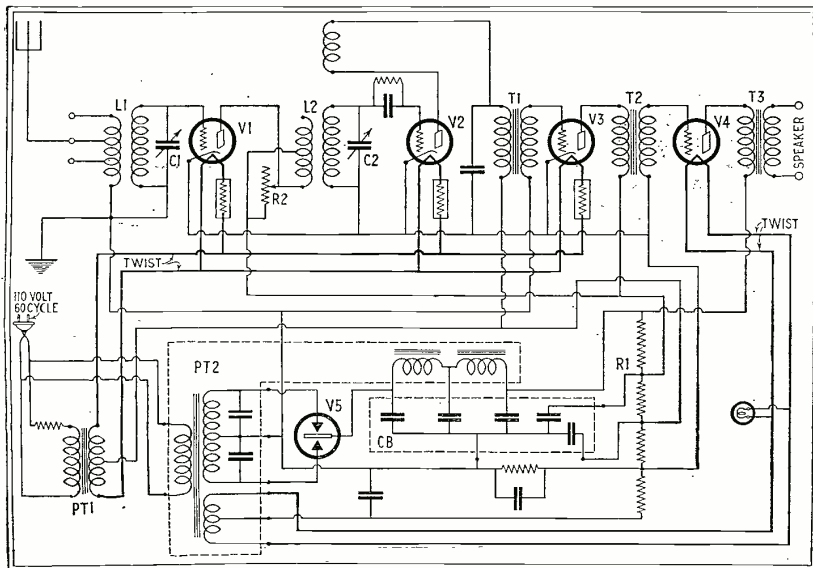 L1
C1
V1
R2
L2
C2
V2
T1
V3
T2
V4
T3
SPEAKER
TWIST
TWIST
110 VOLT
60 CYCLE
PT1
PT2
V5
CB
R1